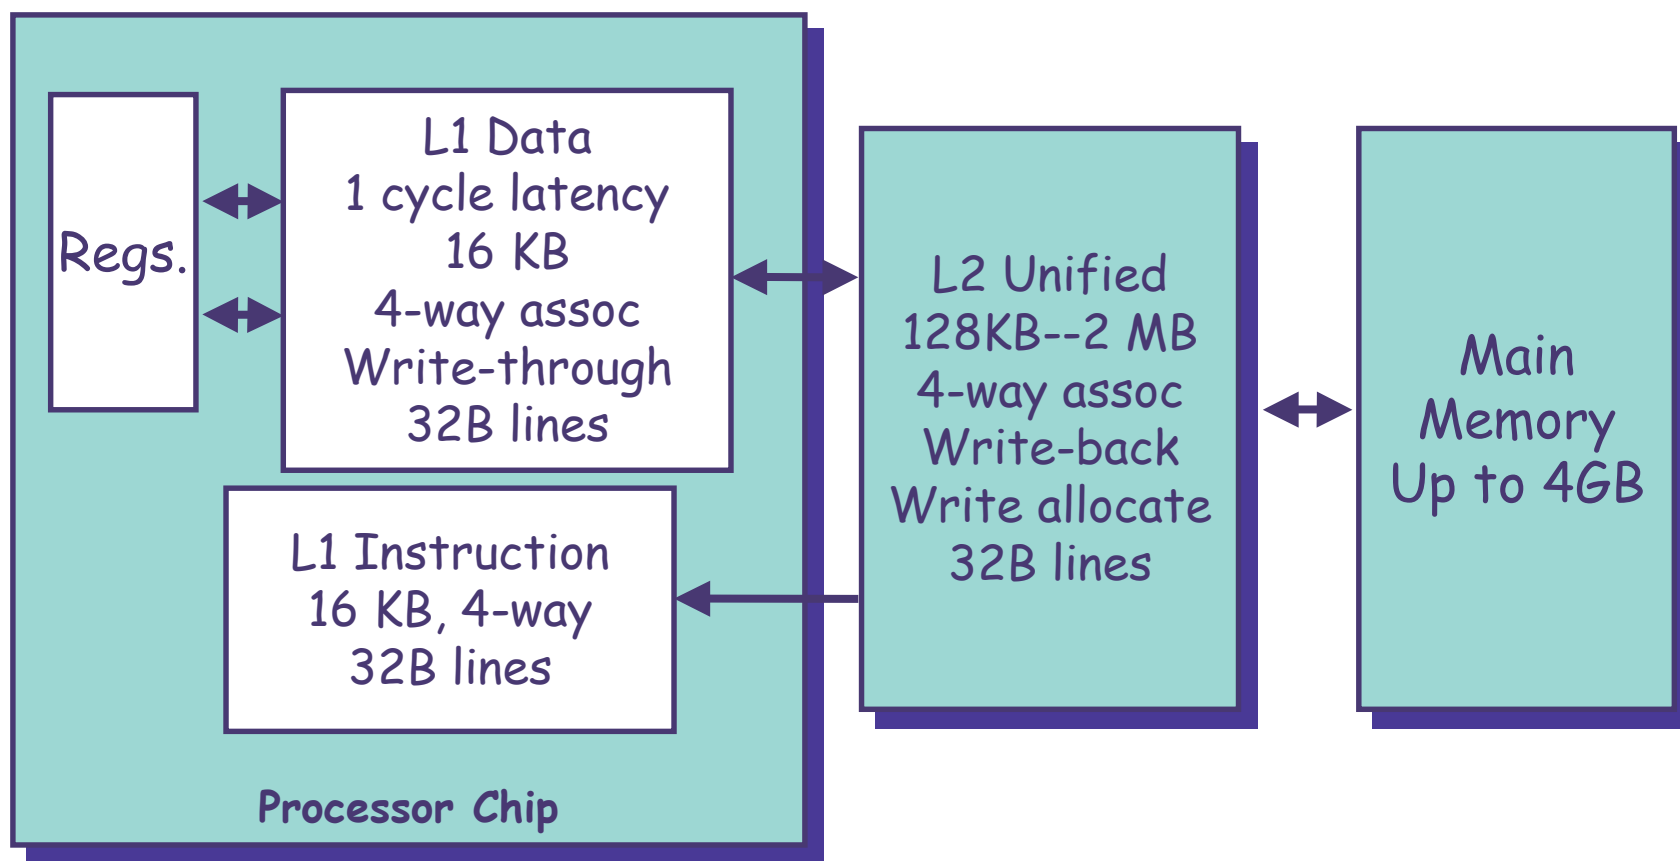 Regs.
L1 Data
1 cycle latency
16 KB
4-way assoc
Write-through
32B lines
L1 Instruction
16 KB, 4-way
32B lines
Processor Chip
L2 Unified
128KB--2 MB
4-way assoc
Write-back
Write allocate
32B lines
Main
Memory
Up to 4GB